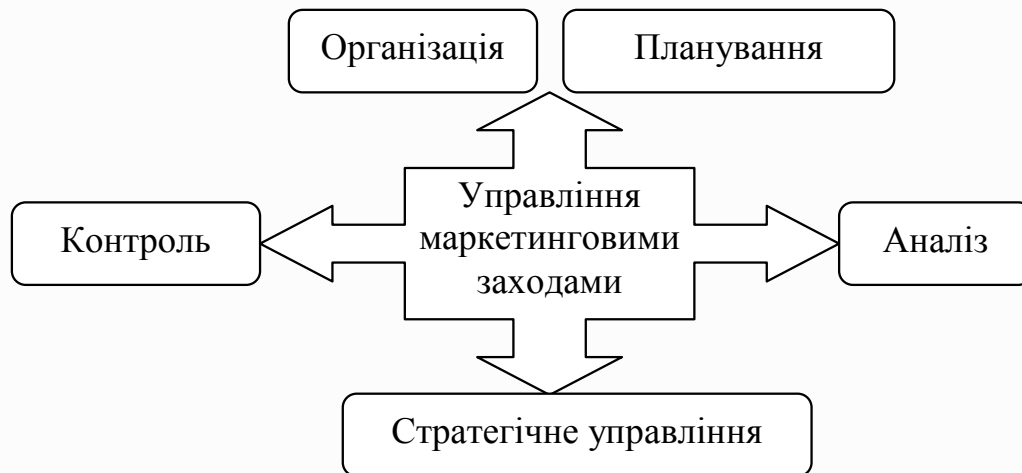 Організація
Планування
Управління
маркетинговими
заходами
Контроль
Аналіз
Стратегічне управління